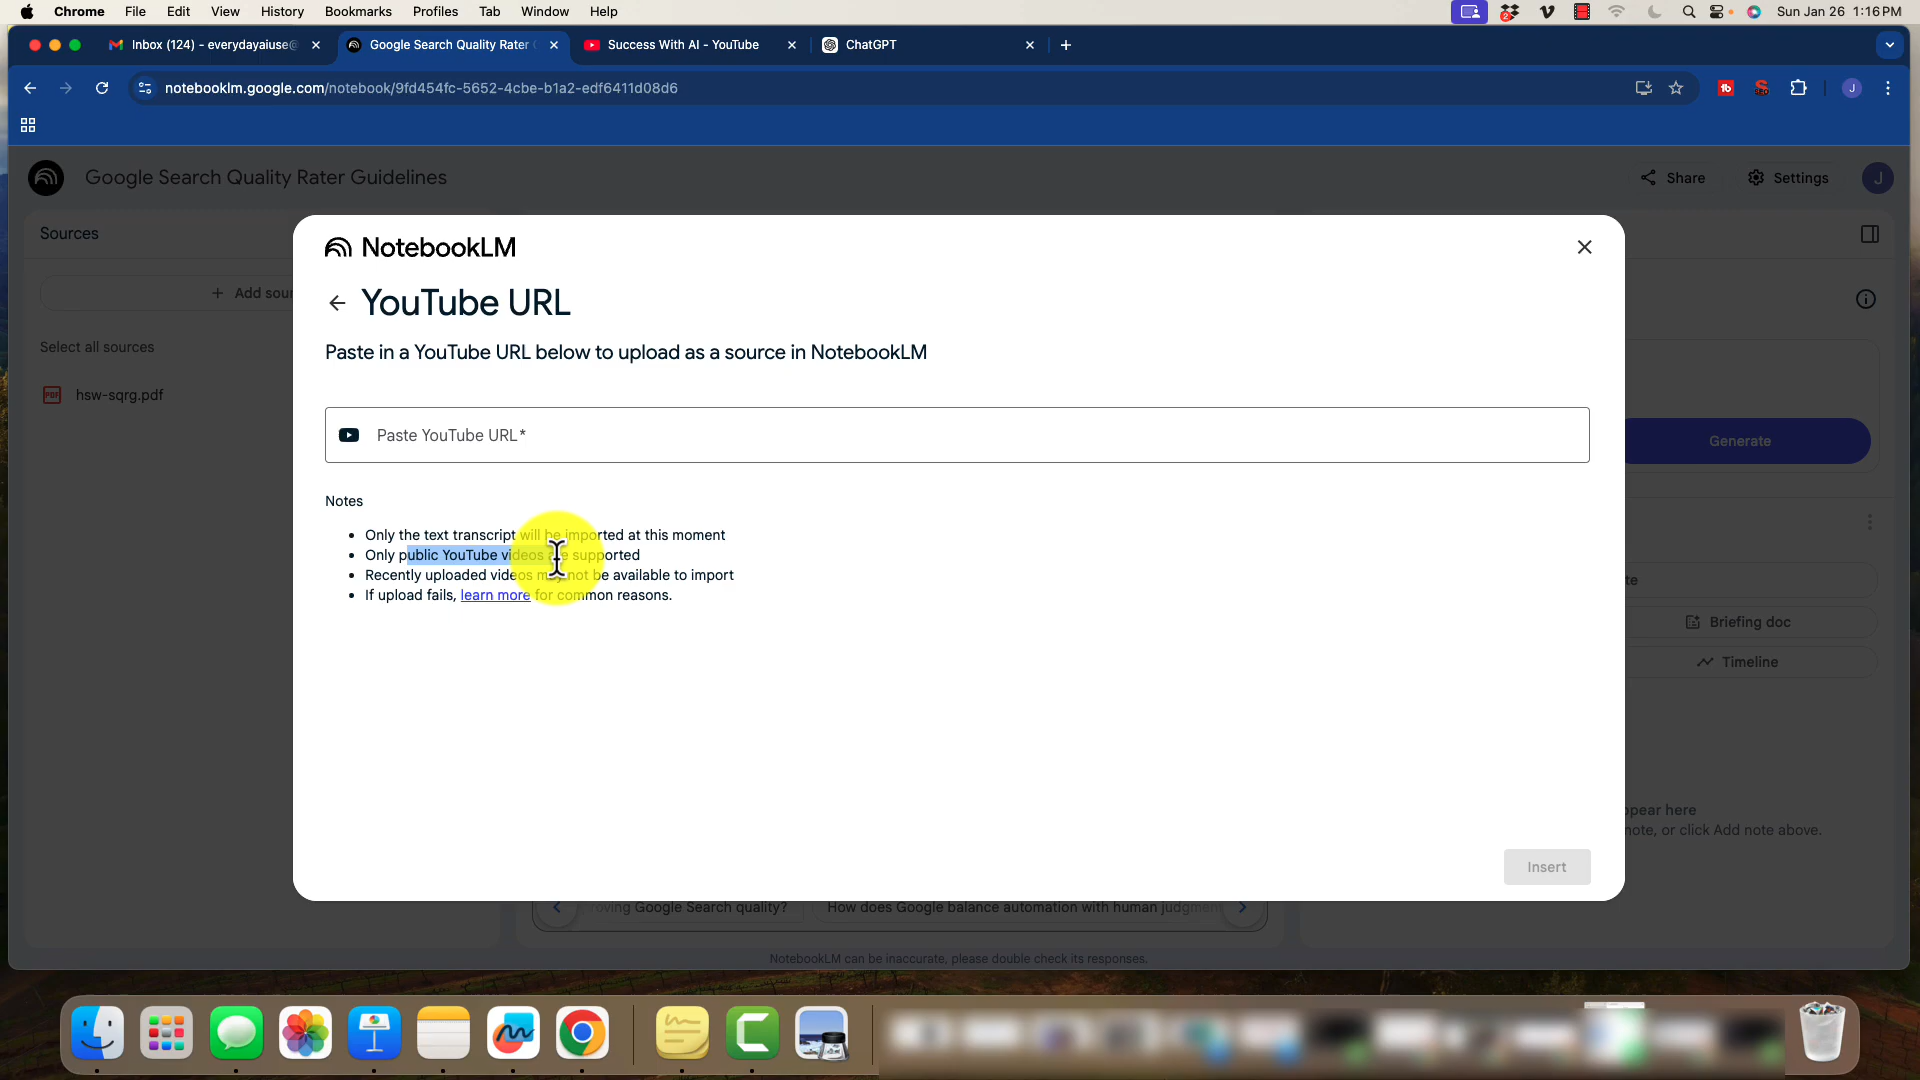 Chrome File Edit View History Bookmarks Profiles Tab Window Help
2
Sun Jan 26 1:16 PM
Inbox (124) - everydayaiuse@
Google Search Quality Rater
Success With AI - YouTube
ChatGPT
notebooklm.google.com/notebook/9fd454fc-5652-4cbe-b1a2-edf6411d08d6
tb
J
Google Search Quality Rater Guidelines
Share
Settings
J
Sources
NotebookLM
Add sour
YouTube URL
Select all sources
Paste in a YouTube URL below to upload as a source in NotebookLM
PDF hsw-sqrg.pdf
Paste YouTube URL*
Generate
Notes
• Only the text transcript will be imported at this moment
• Only public YouTube videos are supported
• Recently uploaded videos may not be available to import
• If upload fails, learn more for common reasons.
te
Briefing doc
Timeline
ppear here
note, or click Add note above.
Insert
oving Google Search quality?
How does Google balance automation with human judgment
NotebookLM can be inaccurate, please double check its responses.